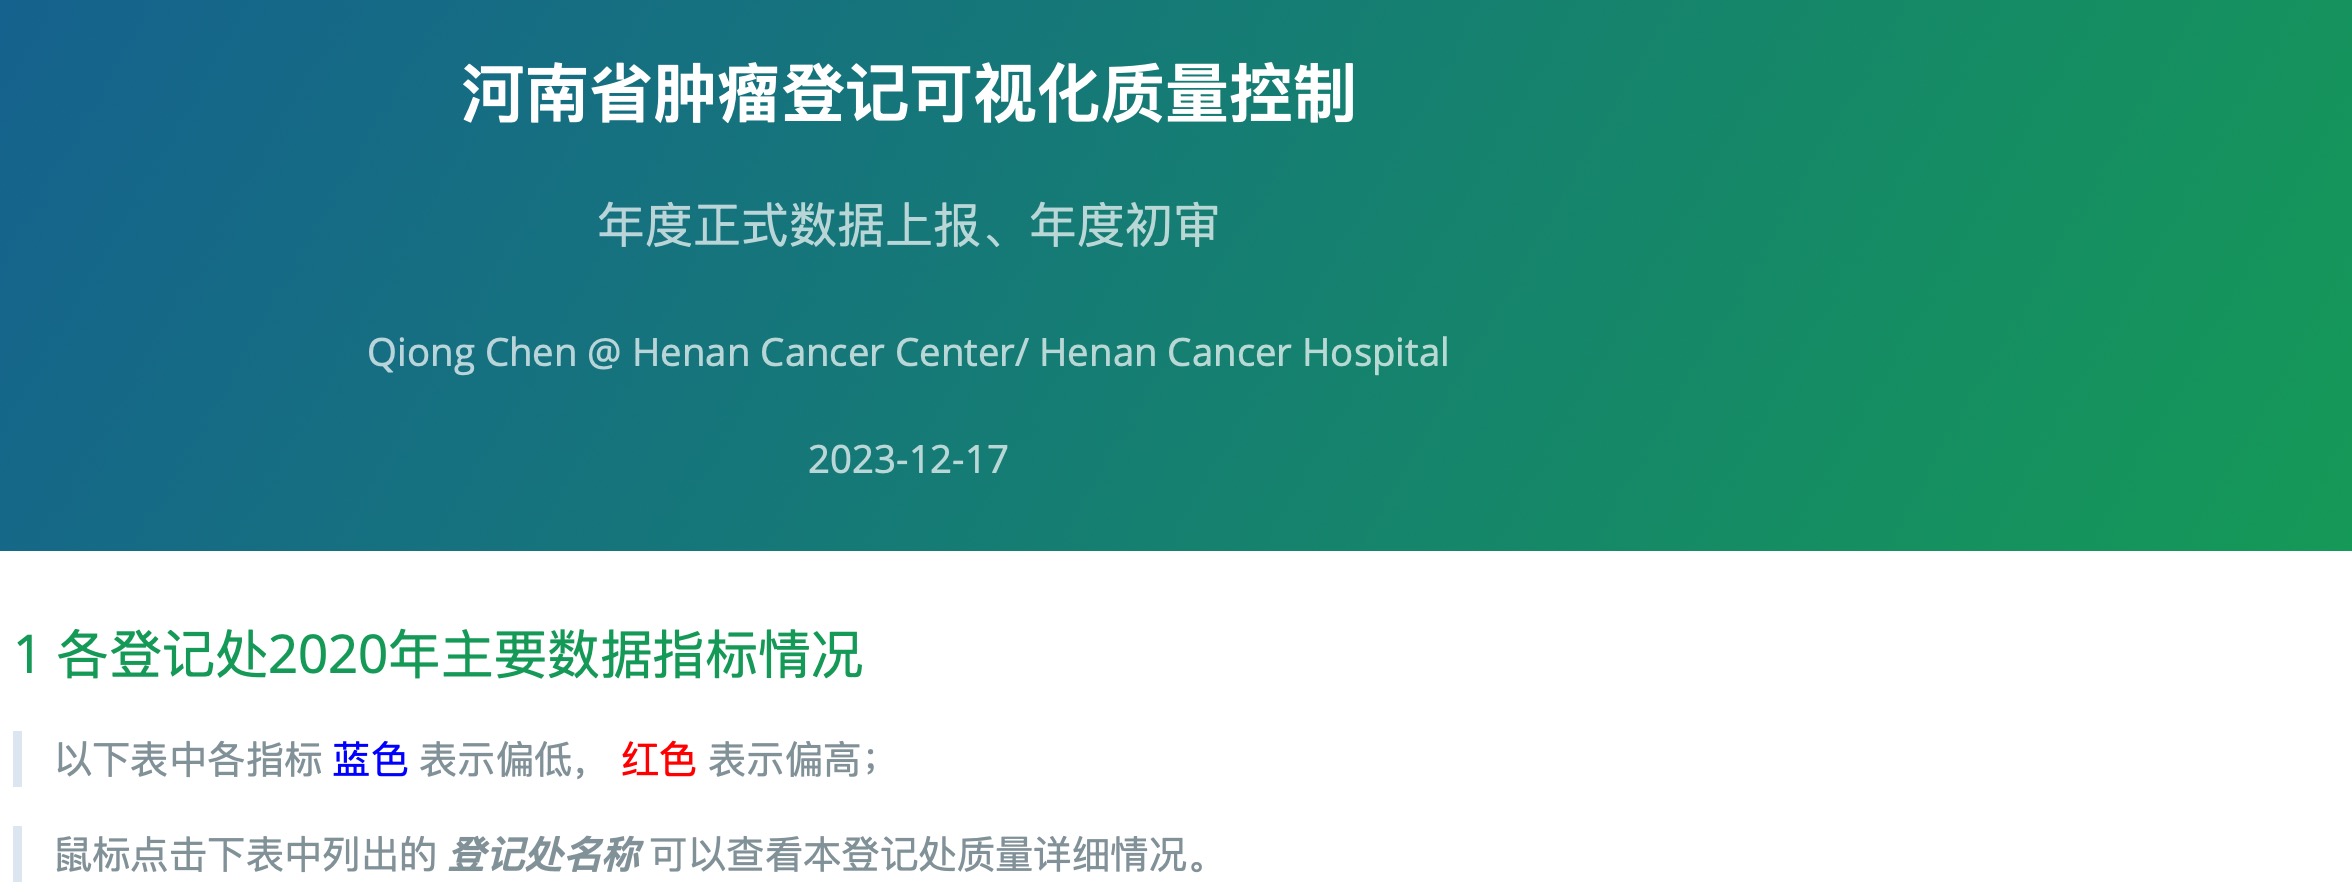 河南省肿瘤登记可视化质量控制
年度正式数据上报、年度初审
Qiong Chen @ Henan Cancer Center/ Henan Cancer Hospital
2023-12-17
1 各登记处2020年主要数据指标情况
以下表中各指标 蓝色 表示偏低， 红色 表示偏高；
鼠标点击下表中列出的 登记处名称 可以查看本登记处质量详细情况。